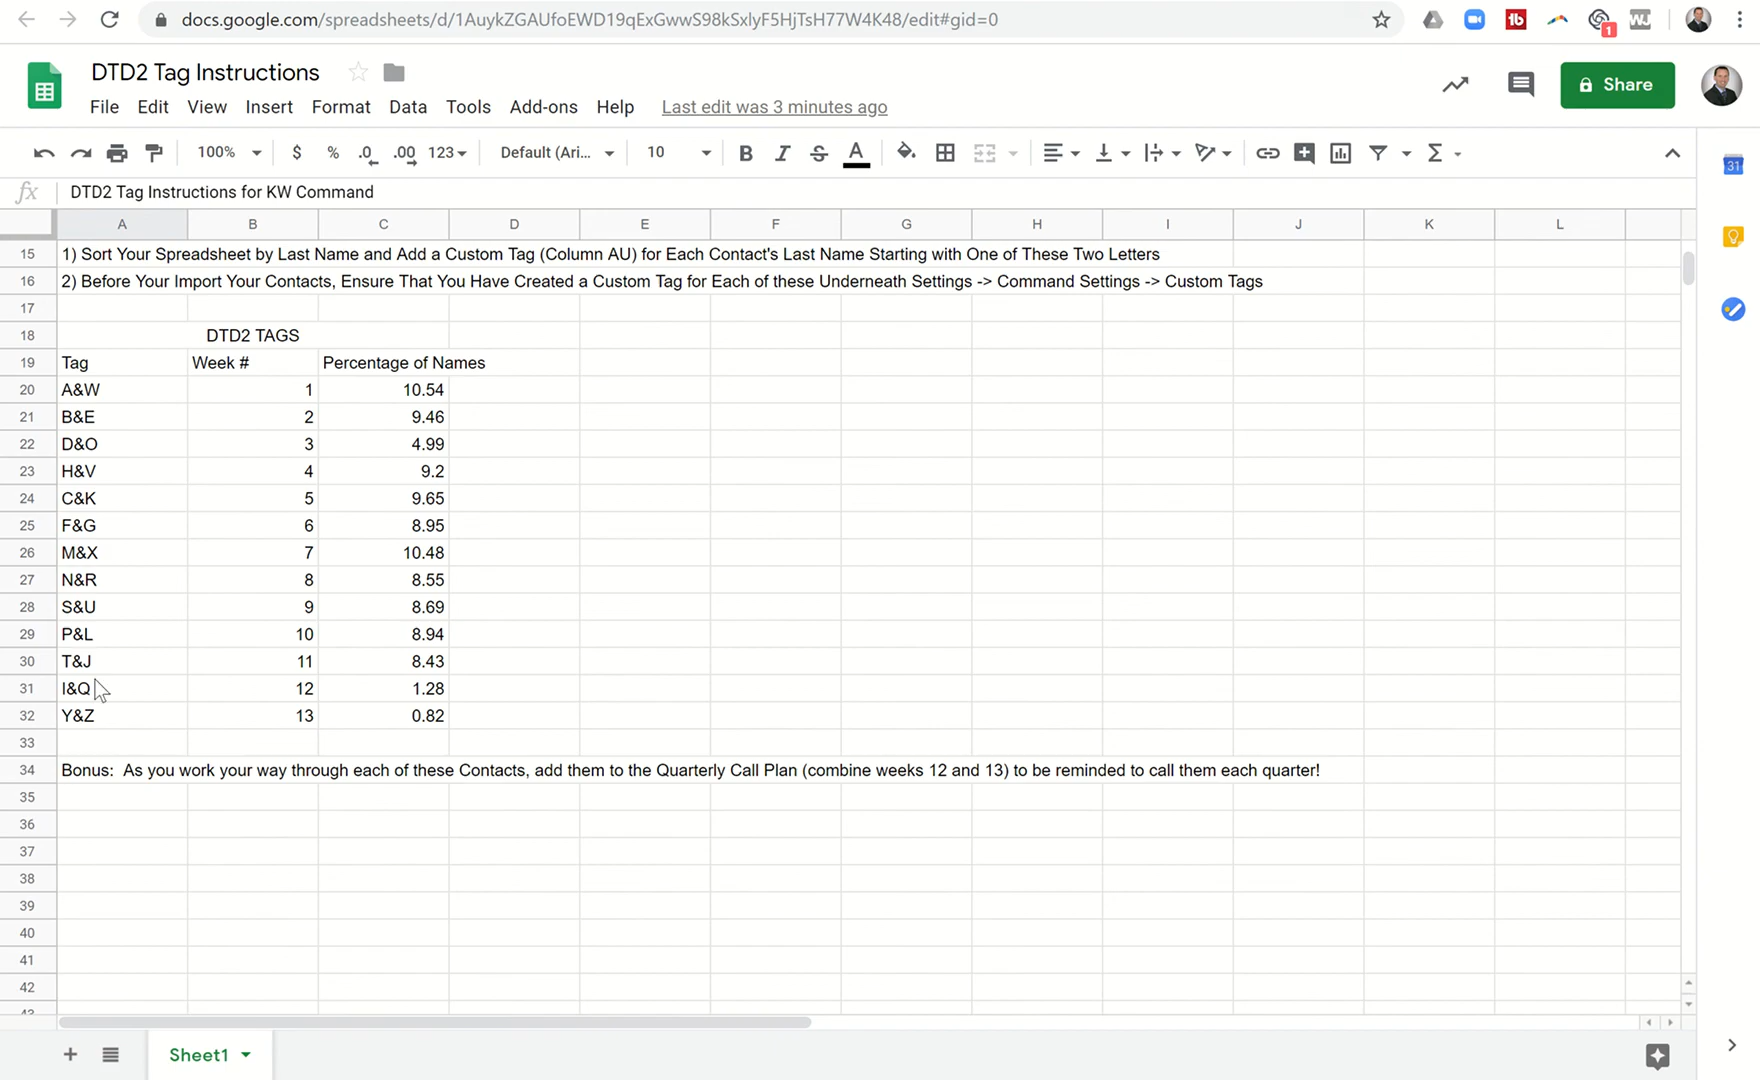 docs.google.com/spreadsheets/d/1AuykZGAUfoEWD19qExGwwS98kSxlyF5HjTsH77W4K48/edit#gid=0
1
DTD2 Tag Instructions
File Edit View Insert Format Data Tools Add-ons Help Last edit was 3 minutes ago
Share
100% $ % .0 .00 123 Default (Ari... 10 B I S A Σ
31
fx DTD2 Tag Instructions for KW Command
A B C D E F G H I J K L
15 1) Sort Your Spreadsheet by Last Name and Add a Custom Tag (Column AU) for Each Contact's Last Name Starting with One of These Two Letters
16 2) Before Your Import Your Contacts, Ensure That You Have Created a Custom Tag for Each of these Underneath Settings -> Command Settings -> Custom Tags
17
18 DTD2 TAGS
19 Tag Week # Percentage of Names
20 A&W 1 10.54
21 B&E 2 9.46
22 D&O 3 4.99
23 H&V 4 9.2
24 C&K 5 9.65
25 F&G 6 8.95
26 M&X 7 10.48
27 N&R 8 8.55
28 S&U 9 8.69
29 P&L 10 8.94
30 T&J 11 8.43
31 I&Q 12 1.28
32 Y&Z 13 0.82
33
34 Bonus: As you work your way through each of these Contacts, add them to the Quarterly Call Plan (combine weeks 12 and 13) to be reminded to call them each quarter!
35
36
37
38
39
40
41
42
43
Sheet1